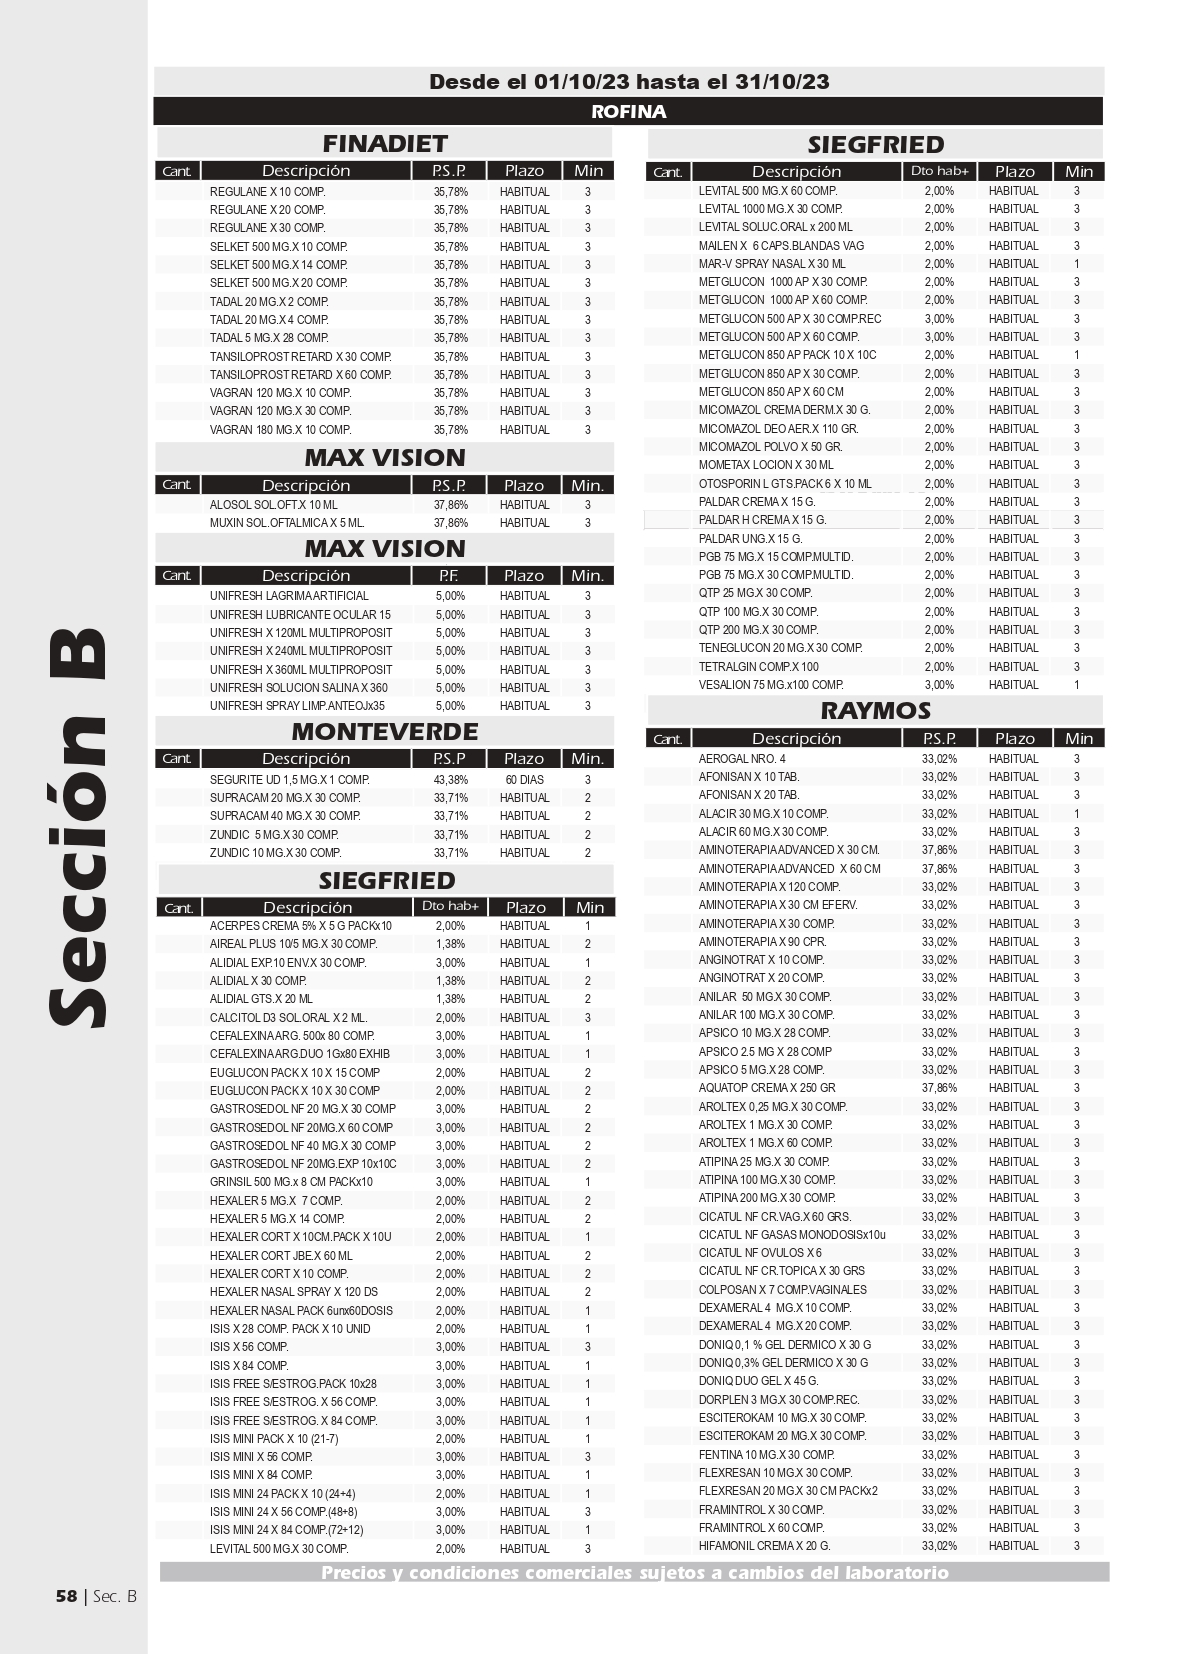 Desde el 01/10/23 hasta el 31/10/23
ROFINA
FINADIET
Cant. Descripción P.S.P. Plazo Min
REGULANE X 10 COMP. 35,78% HABITUAL 3
REGULANE X 20 COMP. 35,78% HABITUAL 3
REGULANE X 30 COMP. 35,78% HABITUAL 3
SELKET 500 MG.X 10 COMP. 35,78% HABITUAL 3
SELKET 500 MG.X 14 COMP. 35,78% HABITUAL 3
SELKET 500 MG.X 20 COMP. 35,78% HABITUAL 3
TADAL 20 MG.X 2 COMP. 35,78% HABITUAL 3
TADAL 20 MG.X 4 COMP. 35,78% HABITUAL 3
TADAL 5 MG.X 28 COMP. 35,78% HABITUAL 3
TANSILOPROST RETARD X 30 COMP. 35,78% HABITUAL 3
TANSILOPROST RETARD X 60 COMP. 35,78% HABITUAL 3
VAGRAN 120 MG.X 10 COMP. 35,78% HABITUAL 3
VAGRAN 120 MG.X 30 COMP. 35,78% HABITUAL 3
VAGRAN 180 MG.X 10 COMP. 35,78% HABITUAL 3
MAX VISION
Cant. Descripción P.S.P. Plazo Min.
ALOSOL SOL.OFT.X 10 ML 37,86% HABITUAL 3
MUXIN SOL.OFTALMICA X 5 ML. 37,86% HABITUAL 3
MAX VISION
Cant. Descripción P.F. Plazo Min.
UNIFRESH LAGRIMA ARTIFICIAL 5,00% HABITUAL 3
UNIFRESH LUBRICANTE OCULAR 15 5,00% HABITUAL 3
UNIFRESH X 120ML MULTIPROPOSIT 5,00% HABITUAL 3
UNIFRESH X 240ML MULTIPROPOSIT 5,00% HABITUAL 3
UNIFRESH X 360ML MULTIPROPOSIT 5,00% HABITUAL 3
UNIFRESH SOLUCION SALINA X 360 5,00% HABITUAL 3
UNIFRESH SPRAY LIMP.ANTEOJx35 5,00% HABITUAL 3
MONTEVERDE
Cant. Descripción P.S.P Plazo Min.
SEGURITE UD 1,5 MG.X 1 COMP. 43,38% 60 DIAS 3
SUPRACAM 20 MG.X 30 COMP. 33,71% HABITUAL 2
SUPRACAM 40 MG.X 30 COMP. 33,71% HABITUAL 2
ZUNDIC 5 MG.X 30 COMP. 33,71% HABITUAL 2
ZUNDIC 10 MG.X 30 COMP. 33,71% HABITUAL 2
SIEGFRIED
Cant. Descripción Dto hab+ Plazo Min
ACERPES CREMA 5% X 5 G PACKx10 2,00% HABITUAL 1
AIREAL PLUS 10/5 MG.X 30 COMP. 1,38% HABITUAL 2
ALIDIAL EXP.10 ENV.X 30 COMP. 3,00% HABITUAL 1
ALIDIAL X 30 COMP. 1,38% HABITUAL 2
ALIDIAL GTS.X 20 ML 1,38% HABITUAL 2
CALCITOL D3 SOL.ORAL X 2 ML. 2,00% HABITUAL 3
CEFALEXINA ARG. 500x 80 COMP. 3,00% HABITUAL 1
CEFALEXINA ARG.DUO 1Gx80 EXHIB 3,00% HABITUAL 1
EUGLUCON PACK X 10 X 15 COMP 2,00% HABITUAL 2
EUGLUCON PACK X 10 X 30 COMP 2,00% HABITUAL 2
GASTROSEDOL NF 20 MG.X 30 COMP 3,00% HABITUAL 2
GASTROSEDOL NF 20MG.X 60 COMP 3,00% HABITUAL 2
GASTROSEDOL NF 40 MG.X 30 COMP 3,00% HABITUAL 2
GASTROSEDOL NF 20MG.EXP 10x10C 3,00% HABITUAL 2
GRINSIL 500 MG.x 8 CM PACKx10 3,00% HABITUAL 1
HEXALER 5 MG.X 7 COMP. 2,00% HABITUAL 2
HEXALER 5 MG.X 14 COMP. 2,00% HABITUAL 2
HEXALER CORT X 10CM.PACK X 10U 2,00% HABITUAL 1
HEXALER CORT JBE.X 60 ML 2,00% HABITUAL 2
HEXALER CORT X 10 COMP. 2,00% HABITUAL 2
HEXALER NASAL SPRAY X 120 DS 2,00% HABITUAL 2
HEXALER NASAL PACK 6unx60DOSIS 2,00% HABITUAL 1
ISIS X 28 COMP. PACK X 10 UNID 2,00% HABITUAL 1
ISIS X 56 COMP. 3,00% HABITUAL 3
ISIS X 84 COMP. 3,00% HABITUAL 1
ISIS FREE S/ESTROG.PACK 10x28 3,00% HABITUAL 1
ISIS FREE S/ESTROG. X 56 COMP. 3,00% HABITUAL 1
ISIS FREE S/ESTROG. X 84 COMP. 3,00% HABITUAL 1
ISIS MINI PACK X 10 (21-7) 2,00% HABITUAL 1
ISIS MINI X 56 COMP. 3,00% HABITUAL 3
ISIS MINI X 84 COMP. 3,00% HABITUAL 1
ISIS MINI 24 PACK X 10 (24+4) 2,00% HABITUAL 1
ISIS MINI 24 X 56 COMP.(48+8) 3,00% HABITUAL 3
ISIS MINI 24 X 84 COMP.(72+12) 3,00% HABITUAL 1
LEVITAL 500 MG.X 30 COMP. 2,00% HABITUAL 3
SIEGFRIED
Cant. Descripción Dto hab+ Plazo Min
LEVITAL 500 MG.X 60 COMP. 2,00% HABITUAL 3
LEVITAL 1000 MG.X 30 COMP. 2,00% HABITUAL 3
LEVITAL SOLUC.ORAL x 200 ML 2,00% HABITUAL 3
MAILEN X 6 CAPS.BLANDAS VAG 2,00% HABITUAL 3
MAR-V SPRAY NASAL X 30 ML 2,00% HABITUAL 1
METGLUCON 1000 AP X 30 COMP. 2,00% HABITUAL 3
METGLUCON 1000 AP X 60 COMP. 2,00% HABITUAL 3
METGLUCON 500 AP X 30 COMP.REC 3,00% HABITUAL 3
METGLUCON 500 AP X 60 COMP. 3,00% HABITUAL 3
METGLUCON 850 AP PACK 10 X 10C 2,00% HABITUAL 1
METGLUCON 850 AP X 30 COMP. 2,00% HABITUAL 3
METGLUCON 850 AP X 60 CM 2,00% HABITUAL 3
MICOMAZOL CREMA DERM.X 30 G. 2,00% HABITUAL 3
MICOMAZOL DEO AER.X 110 GR. 2,00% HABITUAL 3
MICOMAZOL POLVO X 50 GR. 2,00% HABITUAL 3
MOMETAX LOCION X 30 ML 2,00% HABITUAL 3
OTOSPORIN L GTS.PACK 6 X 10 ML 2,00% HABITUAL 3
PALDAR CREMA X 15 G. 2,00% HABITUAL 3
PALDAR H CREMA X 15 G. 2,00% HABITUAL 3
PALDAR UNG.X 15 G. 2,00% HABITUAL 3
PGB 75 MG.X 15 COMP.MULTID. 2,00% HABITUAL 3
PGB 75 MG.X 30 COMP.MULTID. 2,00% HABITUAL 3
QTP 25 MG.X 30 COMP. 2,00% HABITUAL 3
QTP 100 MG.X 30 COMP. 2,00% HABITUAL 3
QTP 200 MG.X 30 COMP. 2,00% HABITUAL 3
TENEGLUCON 20 MG.X 30 COMP. 2,00% HABITUAL 3
TETRALGIN COMP.X 100 2,00% HABITUAL 3
VESALION 75 MG.x100 COMP. 3,00% HABITUAL 1
RAYMOS
Cant. Descripción P.S.P. Plazo Min
AEROGAL NRO. 4 33,02% HABITUAL 3
AFONISAN X 10 TAB. 33,02% HABITUAL 3
AFONISAN X 20 TAB. 33,02% HABITUAL 3
ALACIR 30 MG.X 10 COMP. 33,02% HABITUAL 1
ALACIR 60 MG.X 30 COMP. 33,02% HABITUAL 3
AMINOTERAPIA ADVANCED X 30 CM. 37,86% HABITUAL 3
AMINOTERAPIA ADVANCED X 60 CM 37,86% HABITUAL 3
AMINOTERAPIA X 120 COMP. 33,02% HABITUAL 3
AMINOTERAPIA X 30 CM EFERV. 33,02% HABITUAL 3
AMINOTERAPIA X 30 COMP. 33,02% HABITUAL 3
AMINOTERAPIA X 90 CPR. 33,02% HABITUAL 3
ANGINOTRAT X 10 COMP. 33,02% HABITUAL 3
ANGINOTRAT X 20 COMP. 33,02% HABITUAL 3
ANILAR 50 MG.X 30 COMP. 33,02% HABITUAL 3
ANILAR 100 MG.X 30 COMP. 33,02% HABITUAL 3
APSICO 10 MG.X 28 COMP. 33,02% HABITUAL 3
APSICO 2.5 MG X 28 COMP 33,02% HABITUAL 3
APSICO 5 MG.X 28 COMP. 33,02% HABITUAL 3
AQUATOP CREMA X 250 GR 37,86% HABITUAL 3
AROLTEX 0,25 MG.X 30 COMP. 33,02% HABITUAL 3
AROLTEX 1 MG.X 30 COMP. 33,02% HABITUAL 3
AROLTEX 1 MG.X 60 COMP. 33,02% HABITUAL 3
ATIPINA 25 MG.X 30 COMP. 33,02% HABITUAL 3
ATIPINA 100 MG.X 30 COMP. 33,02% HABITUAL 3
ATIPINA 200 MG.X 30 COMP. 33,02% HABITUAL 3
CICATUL NF CR.VAG.X 60 GRS. 33,02% HABITUAL 3
CICATUL NF GASAS MONODOSISx10u 33,02% HABITUAL 3
CICATUL NF OVULOS X 6 33,02% HABITUAL 3
CICATUL NF CR.TOPICA X 30 GRS 33,02% HABITUAL 3
COLPOSAN X 7 COMP.VAGINALES 33,02% HABITUAL 3
DEXAMERAL 4 MG.X 10 COMP. 33,02% HABITUAL 3
DEXAMERAL 4 MG.X 20 COMP. 33,02% HABITUAL 3
DONIQ 0,1 % GEL DERMICO X 30 G 33,02% HABITUAL 3
DONIQ 0,3% GEL DERMICO X 30 G 33,02% HABITUAL 3
DONIQ DUO GEL X 45 G. 33,02% HABITUAL 3
DORPLEN 3 MG.X 30 COMP.REC. 33,02% HABITUAL 3
ESCITEROKAM 10 MG.X 30 COMP. 33,02% HABITUAL 3
ESCITEROKAM 20 MG.X 30 COMP. 33,02% HABITUAL 3
FENTINA 10 MG.X 30 COMP. 33,02% HABITUAL 3
FLEXRESAN 10 MG.X 30 COMP. 33,02% HABITUAL 3
FLEXRESAN 20 MG.X 30 CM PACKx2 33,02% HABITUAL 3
FRAMINTROL X 30 COMP. 33,02% HABITUAL 3
FRAMINTROL X 60 COMP. 33,02% HABITUAL 3
HIFAMONIL CREMA X 20 G. 33,02% HABITUAL 3
Precios y condiciones comerciales sujetos a cambios del laboratorio
Sección B
58 | Sec. B